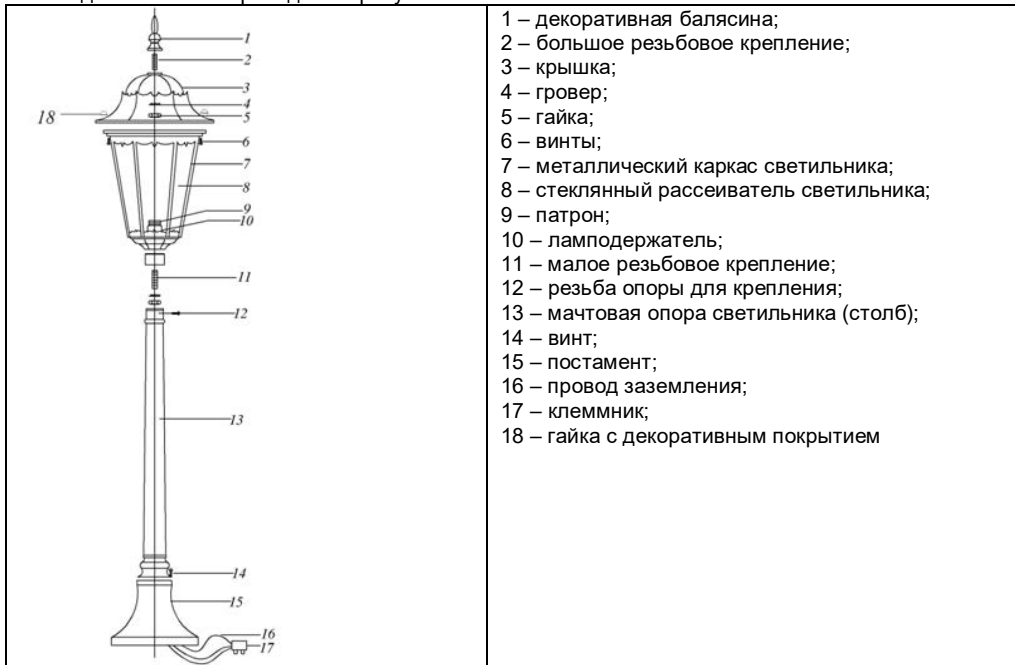 1
2
3
4
18
5
6
7
8
9
10
11
12
13
14
15
16
17
1 – декоративная балясина;
2 – большое резьбовое крепление;
3 – крышка;
4 – гровер;
5 – гайка;
6 – винты;
7 – металлический каркас светильника;
8 – стеклянный рассеиватель светильника;
9 – патрон;
10 – ламподержатель;
11 – малое резьбовое крепление;
12 – резьба опоры для крепления;
13 – мачтовая опора светильника (столб);
14 – винт;
15 – постамент;
16 – провод заземления;
17 – клеммник;
18 – гайка с декоративным покрытием